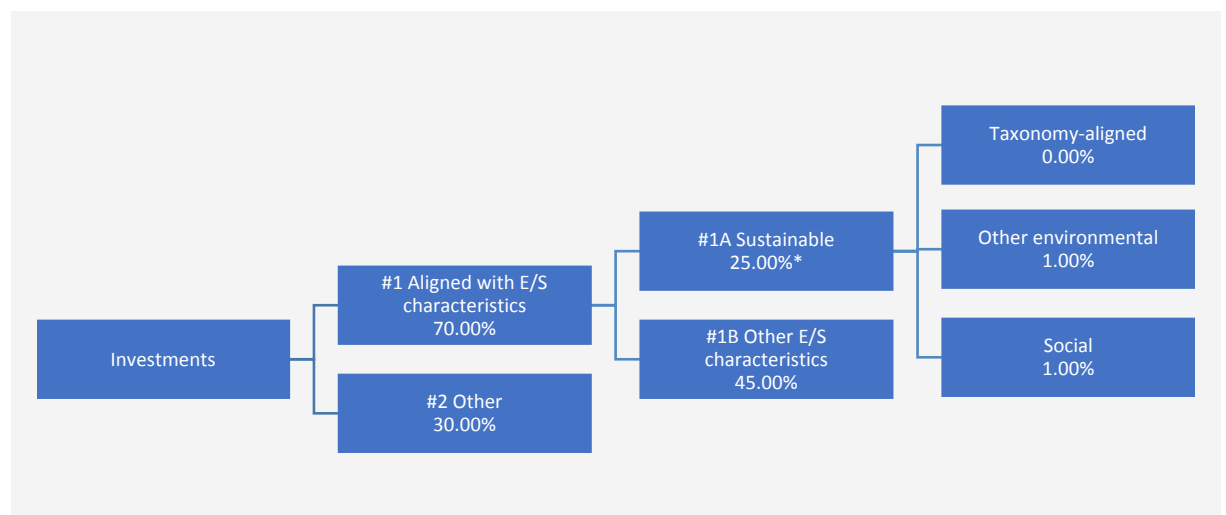 Investments
#1 Aligned with E/S
characteristics
70.00%
#2 Other
30.00%
#1A Sustainable
25.00%*
#1B Other E/S
characteristics
45.00%
Taxonomy-aligned
0.00%
Other environmental
1.00%
Social
1.00%